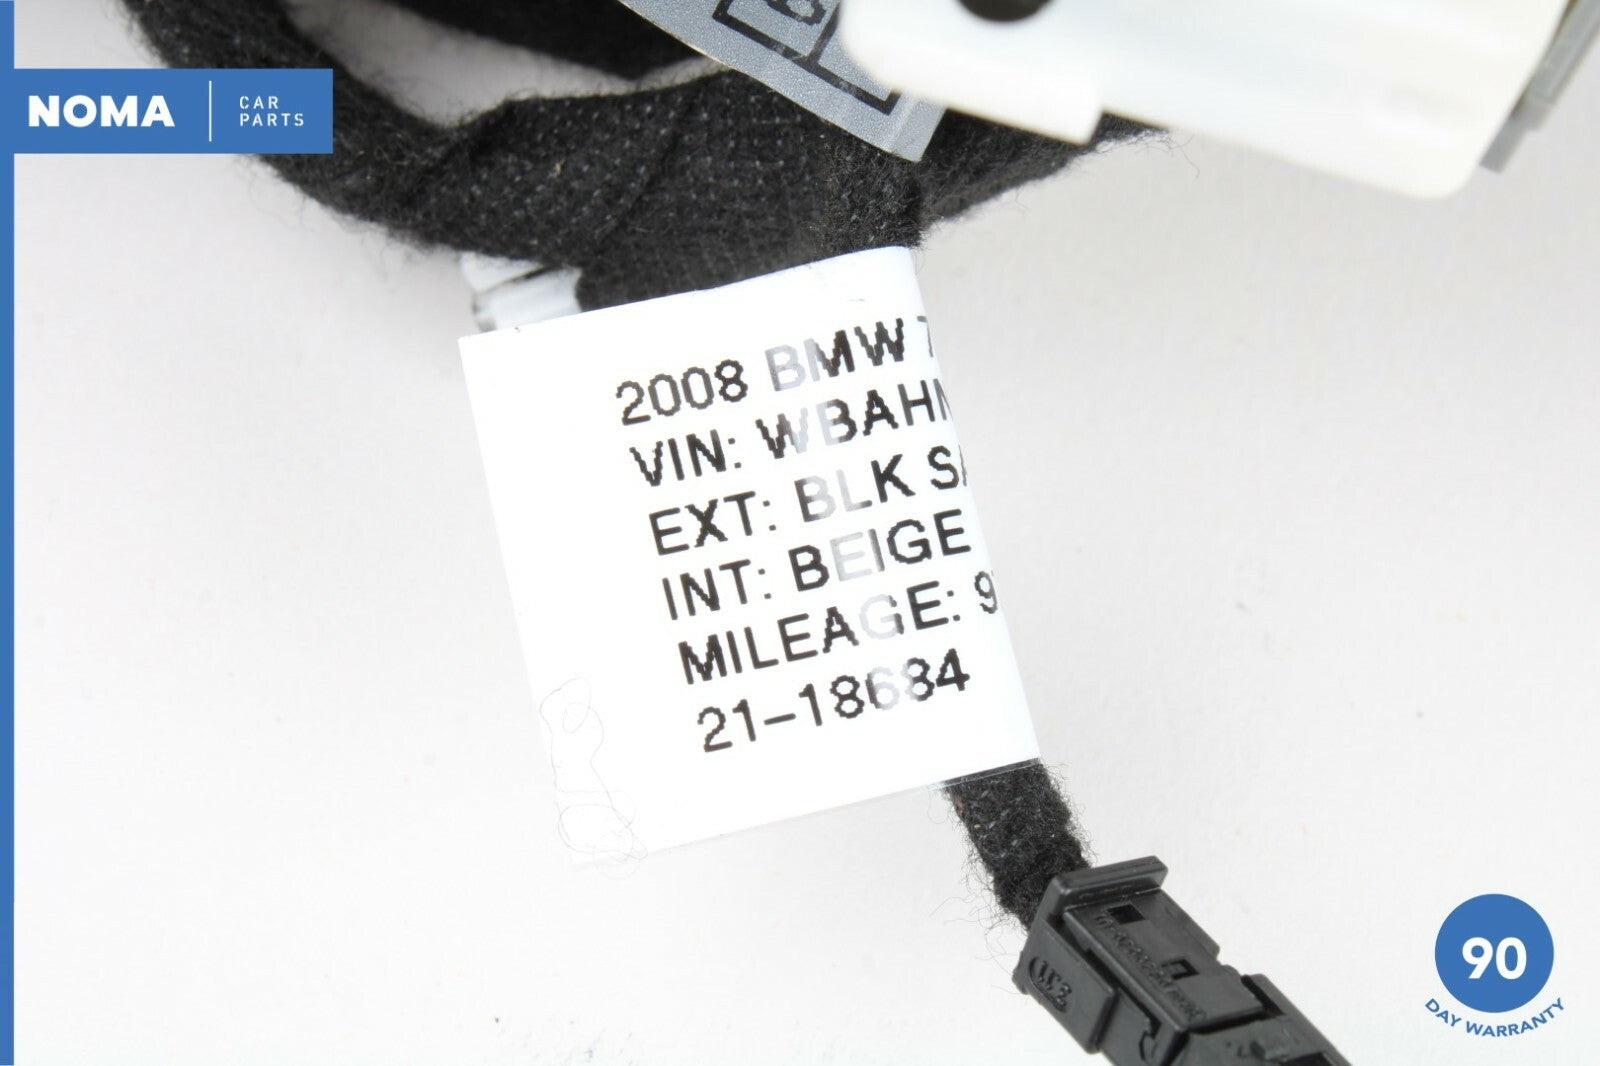 NOMA
CAR
PARTS
2008 BMW 7
VIN: WBAHN
EXT: BLK SA
INT: BEIGE
MILEAGE: 9
21-18684
90
DAY WARRANTY